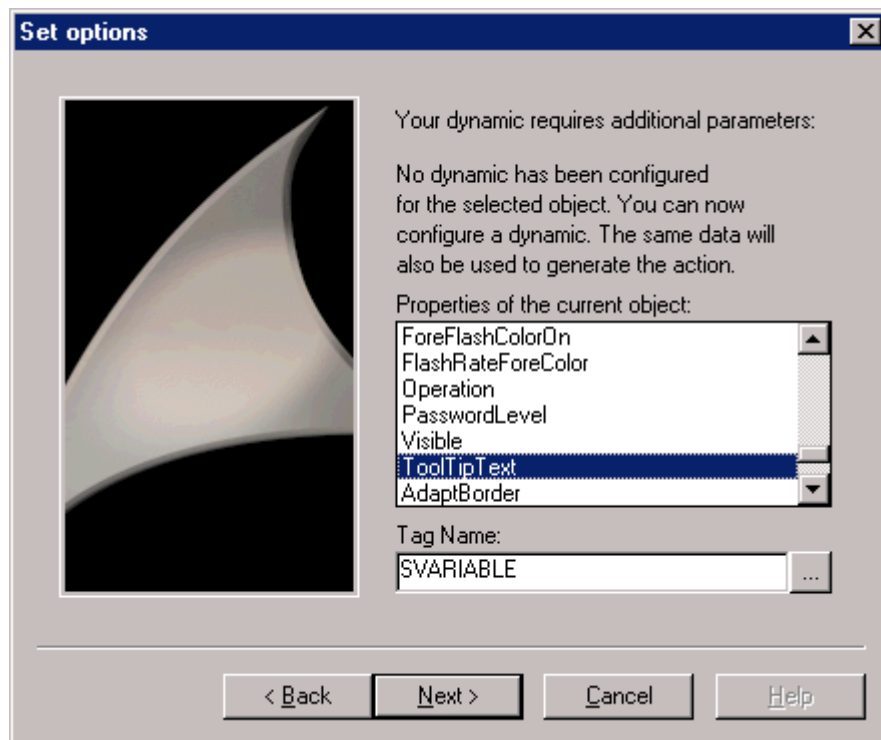 Set options
Your dynamic requires additional parameters:
No dynamic has been configured
for the selected object. You can now
configure a dynamic. The same data will
also be used to generate the action.
Properties of the current object:
ForeFlashColorOn
FlashRateForeColor
Operation
PasswordLevel
Visible
ToolTipText
AdaptBorder
Tag Name:
SVARIABLE
...
< Back
Next >
Cancel
Help